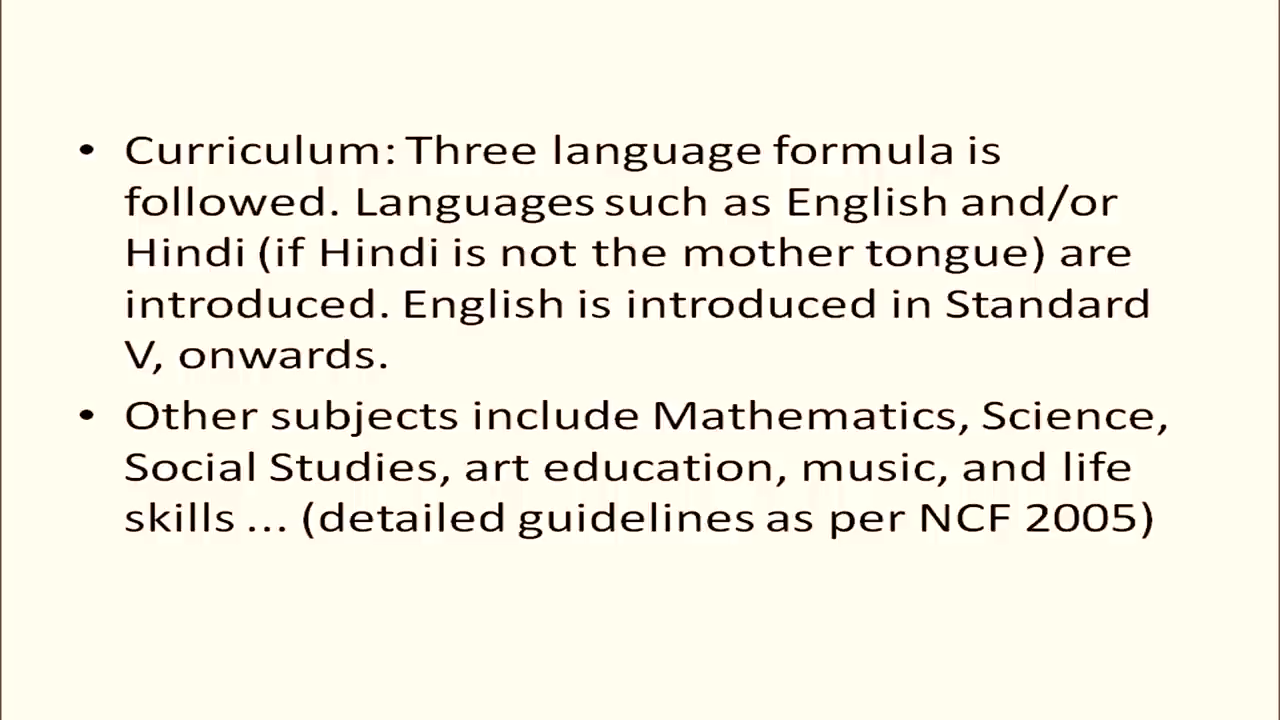 • Curriculum: Three language formula is
followed. Languages such as English and/or
Hindi (if Hindi is not the mother tongue) are
introduced. English is introduced in Standard
V, onwards.
• Other subjects include Mathematics, Science,
Social Studies, art education, music, and life
skills ... (detailed guidelines as per NCF 2005)